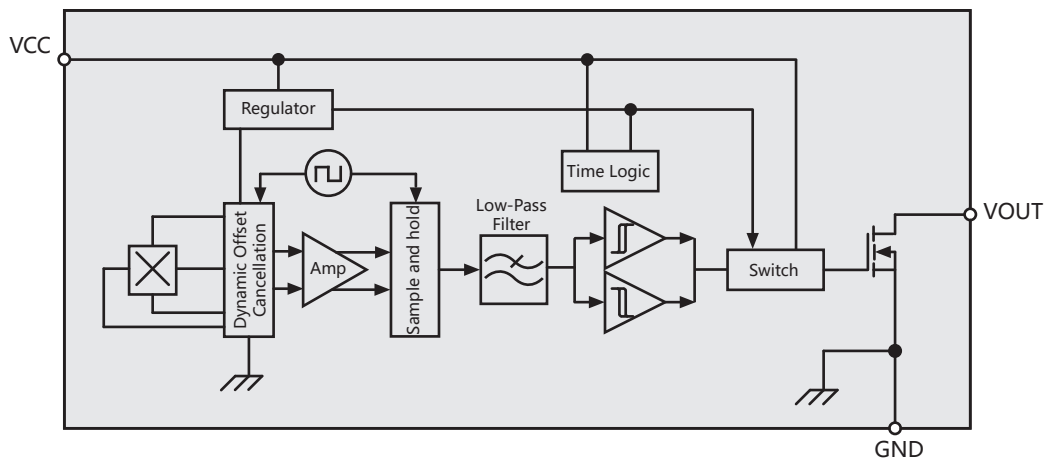 VCC
Regulator
Time Logic
Low-Pass
Filter
VOUT
Dynamic Offset
Cancellation
Amp
Sample and hold
Switch
GND